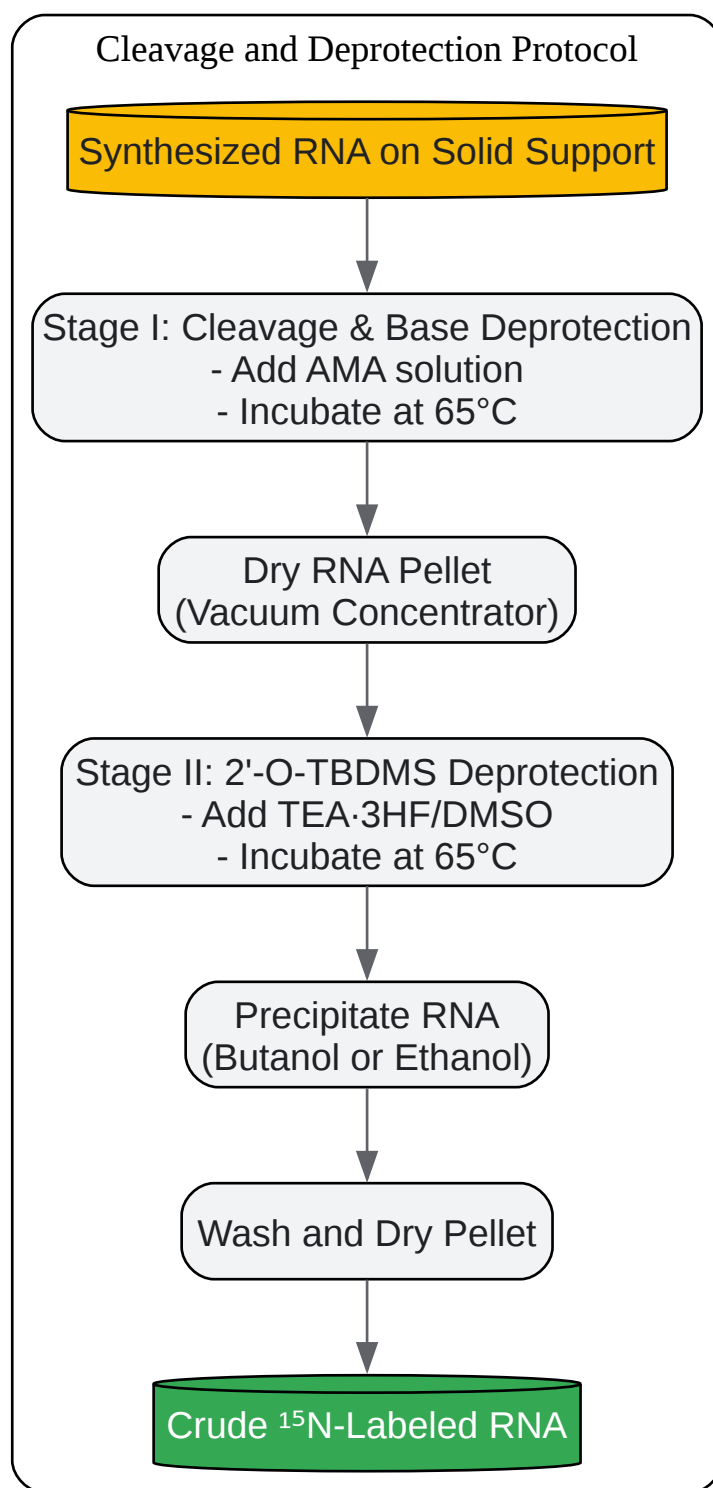 Cleavage and Deprotection Protocol
Synthesized RNA on Solid Support
Stage I: Cleavage & Base Deprotection
- Add AMA solution
- Incubate at 65°C
Dry RNA Pellet
(Vacuum Concentrator)
Stage II: 2'-O-TBDMS Deprotection
- Add TEA·3HF/DMSO
- Incubate at 65°C
Precipitate RNA
(Butanol or Ethanol)
Wash and Dry Pellet
Crude ¹⁵N-Labeled RNA